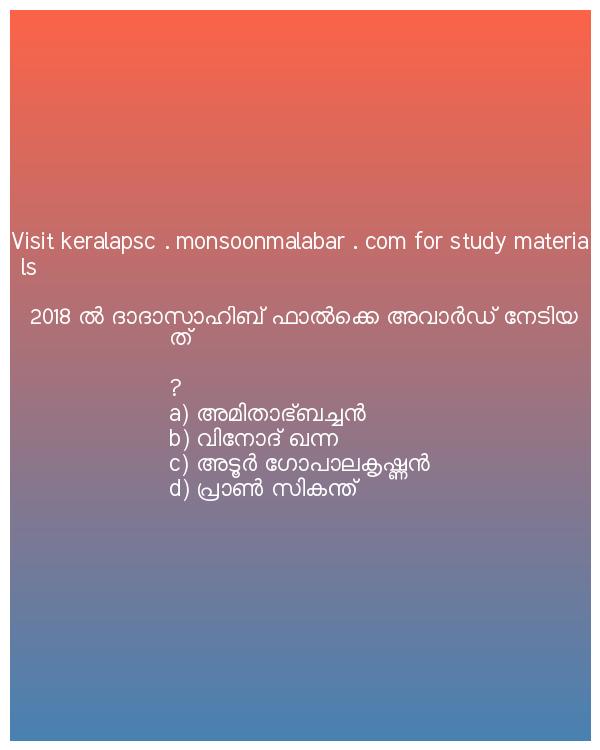 Visit keralapsc . monsoonmalabar . com for study materia
ls
2018 ൽ ദാദാസാഹിബ് ഫാൽക്കെ അവാർഡ് നേടിയ
ത്
?
a) അമിതാഭ്ബച്ചൻ
b) വിനോദ് ഖന്ന
c) അടൂർ ഗോപാലകൃഷ്ണൻ
d) പ്രാൺ സികന്ത്